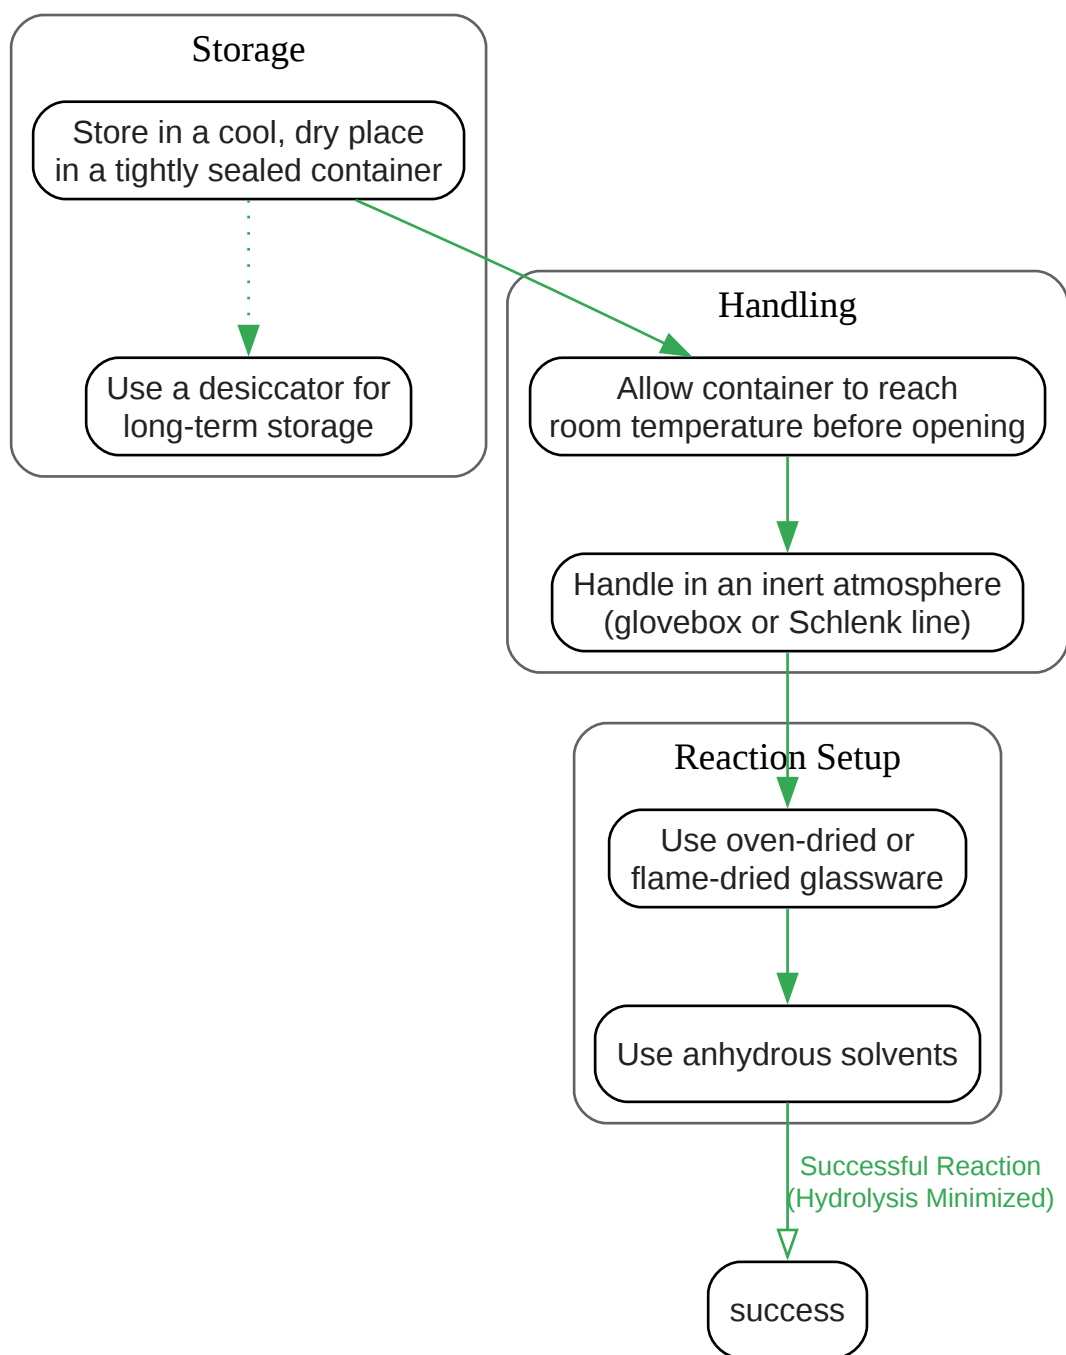 Storage
Store in a cool, dry place
in a tightly sealed container
Use a desiccator for
long-term storage
Handling
Allow container to reach
room temperature before opening
Handle in an inert atmosphere
(glovebox or Schlenk line)
Reaction Setup
Use oven-dried or
flame-dried glassware
Use anhydrous solvents
Successful Reaction
(Hydrolysis Minimized)
success